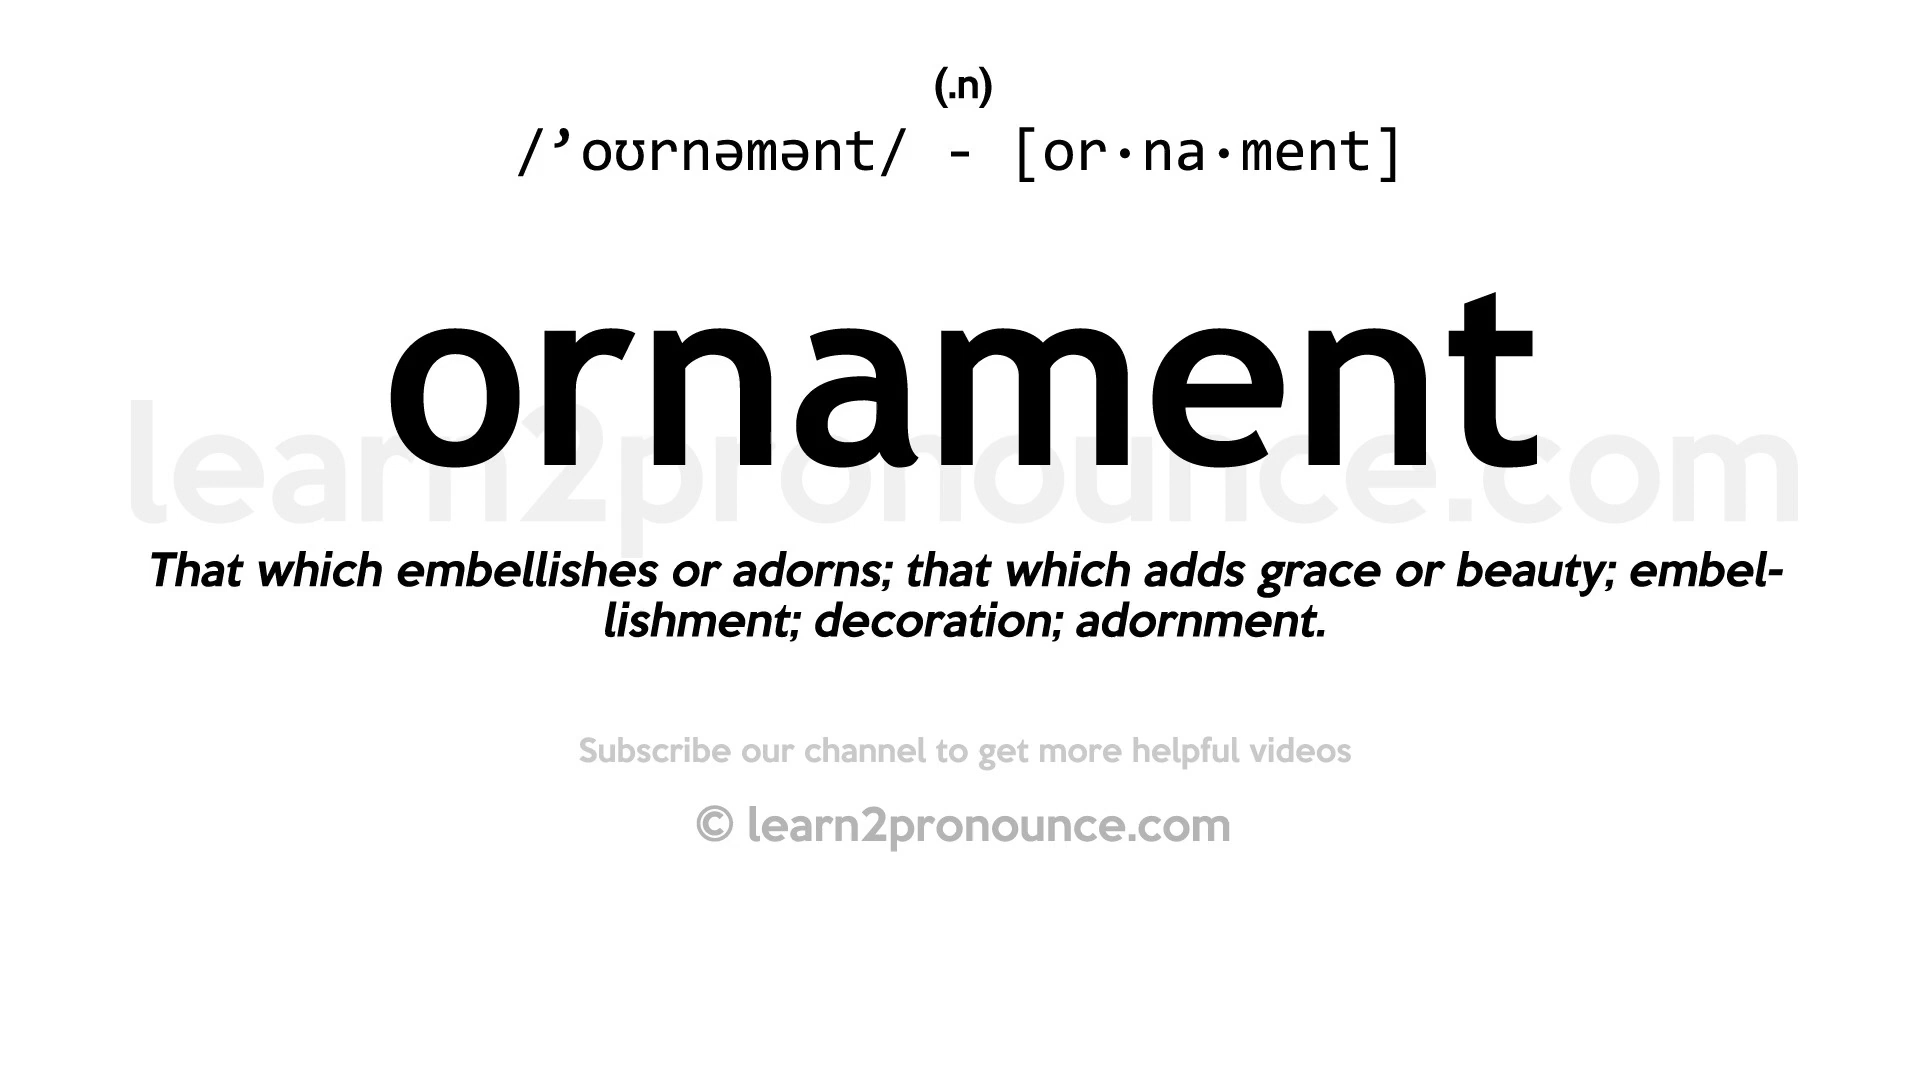 (.n)
/’oʊrnəmənt/ - [or·na·ment]
ornament
learn2pronounce.com
That which embellishes or adorns; that which adds grace or beauty; embel-
lishment; decoration; adornment.
Subscribe our channel to get more helpful videos
© learn2pronounce.com